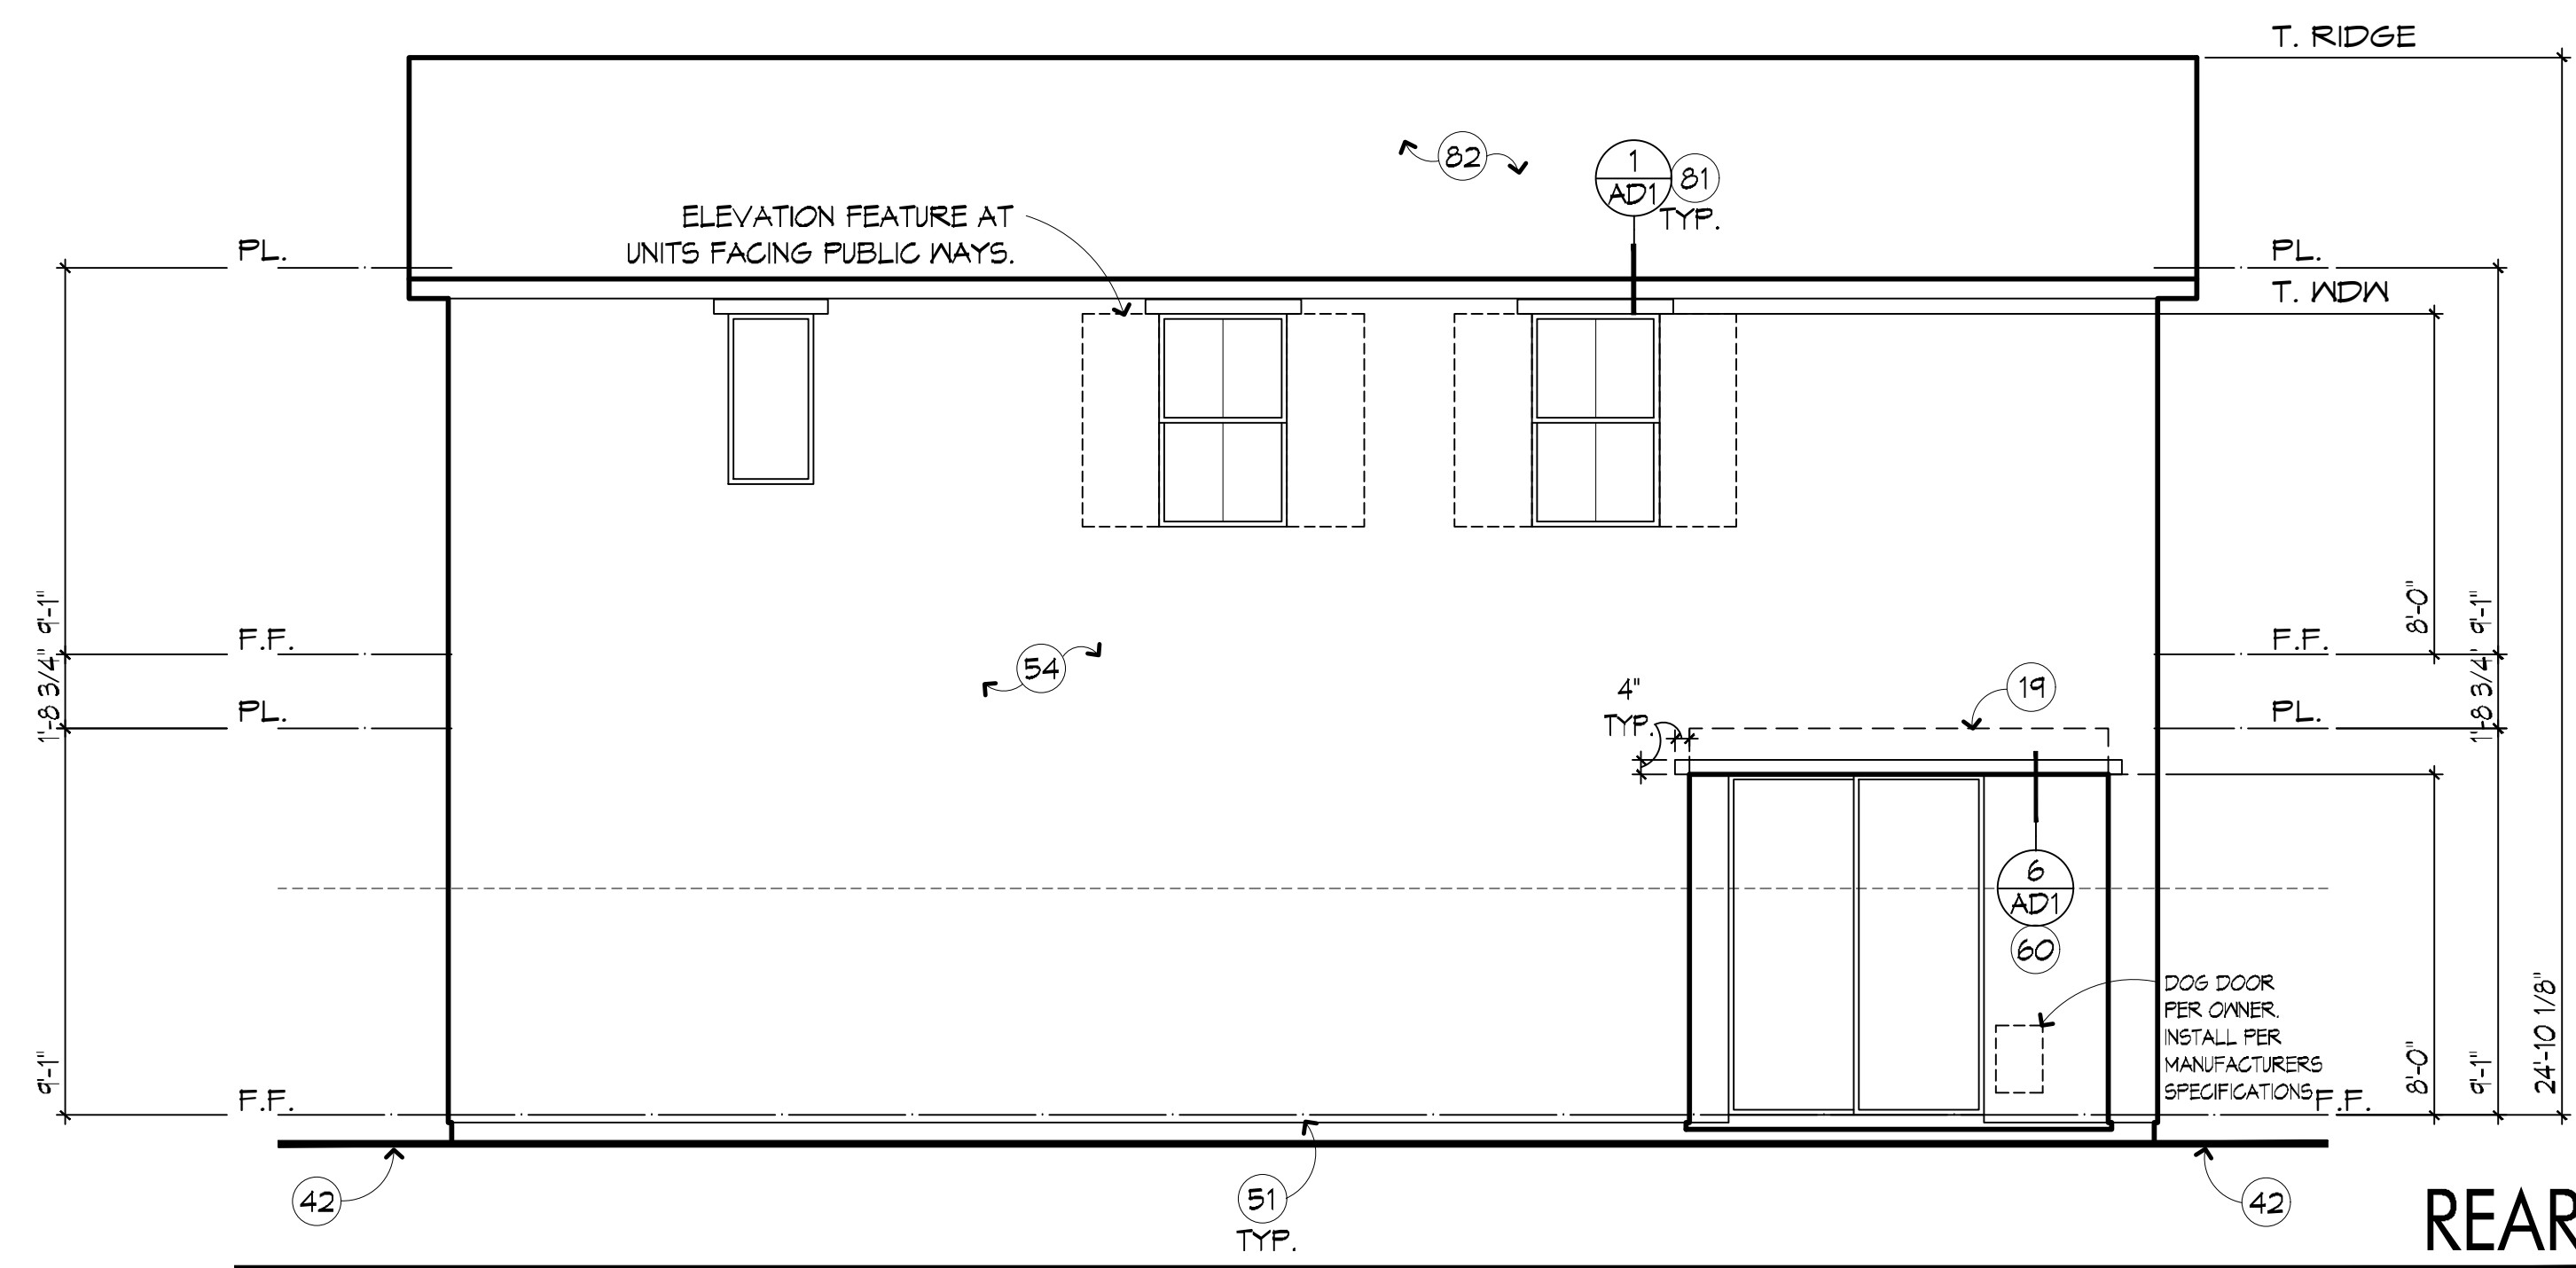 T. RIDGE
82
1
AD1
81
TYP.
ELEVATION FEATURE AT
UNITS FACING PUBLIC WAYS.
PL.
PL.
T. WDW
9'-1"
8'-0"
9'-1"
F.F.
F.F.
1'-8 3/4"
1'-8 3/4"
54
19
4"
TYP.
PL.
PL.
6
AD1
60
DOG DOOR
PER OWNER.
INSTALL PER
MANUFACTURERS
SPECIFICATIONS
9'-1"
8'-0"
9'-1"
24'-10 1/8"
F.F.
F.F.
42
51
TYP.
42
REAR